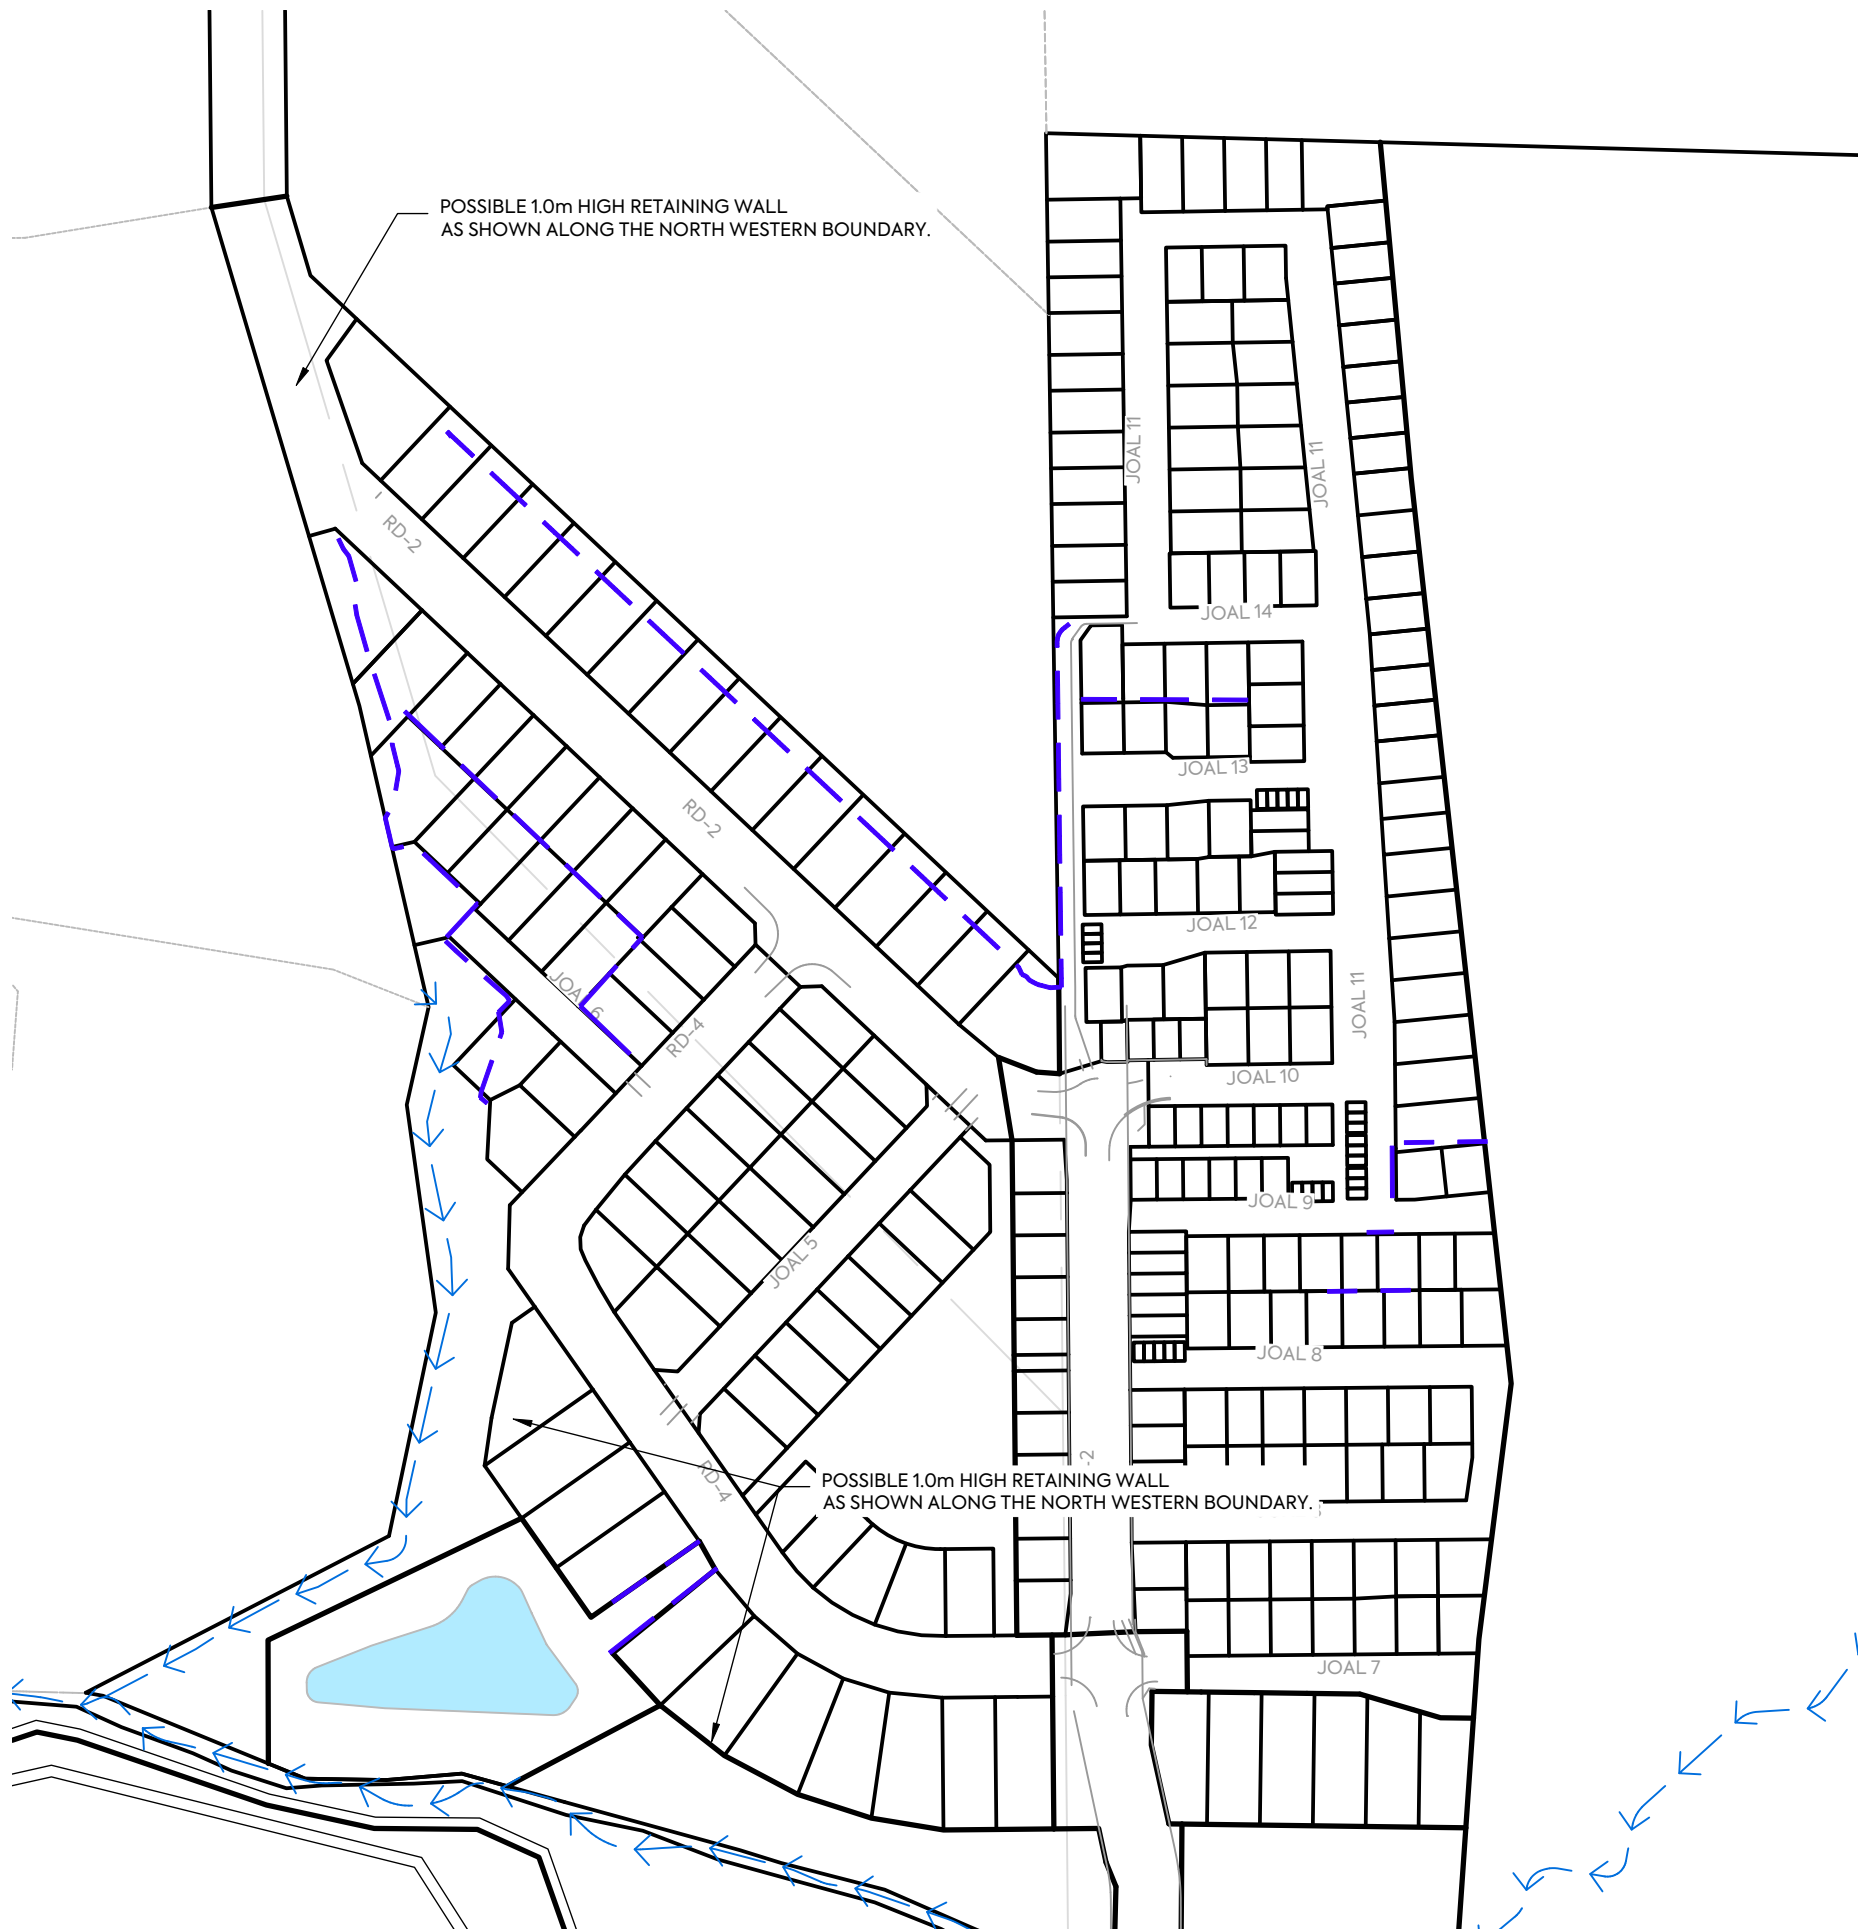 POSSIBLE 1.0m HIGH RETAINING WALL
AS SHOWN ALONG THE NORTH WESTERN BOUNDARY.
JOAL 11
JOAL 11
RD-2
JOAL 14
JOAL 13
RD-2
JOAL 12
JOAL 11
RD-4
JOAL 10
JOAL 9
JOAL 5
JOAL 8
RD-4
POSSIBLE 1.0m HIGH RETAINING WALL
AS SHOWN ALONG THE NORTH WESTERN BOUNDARY.
JOAL 7